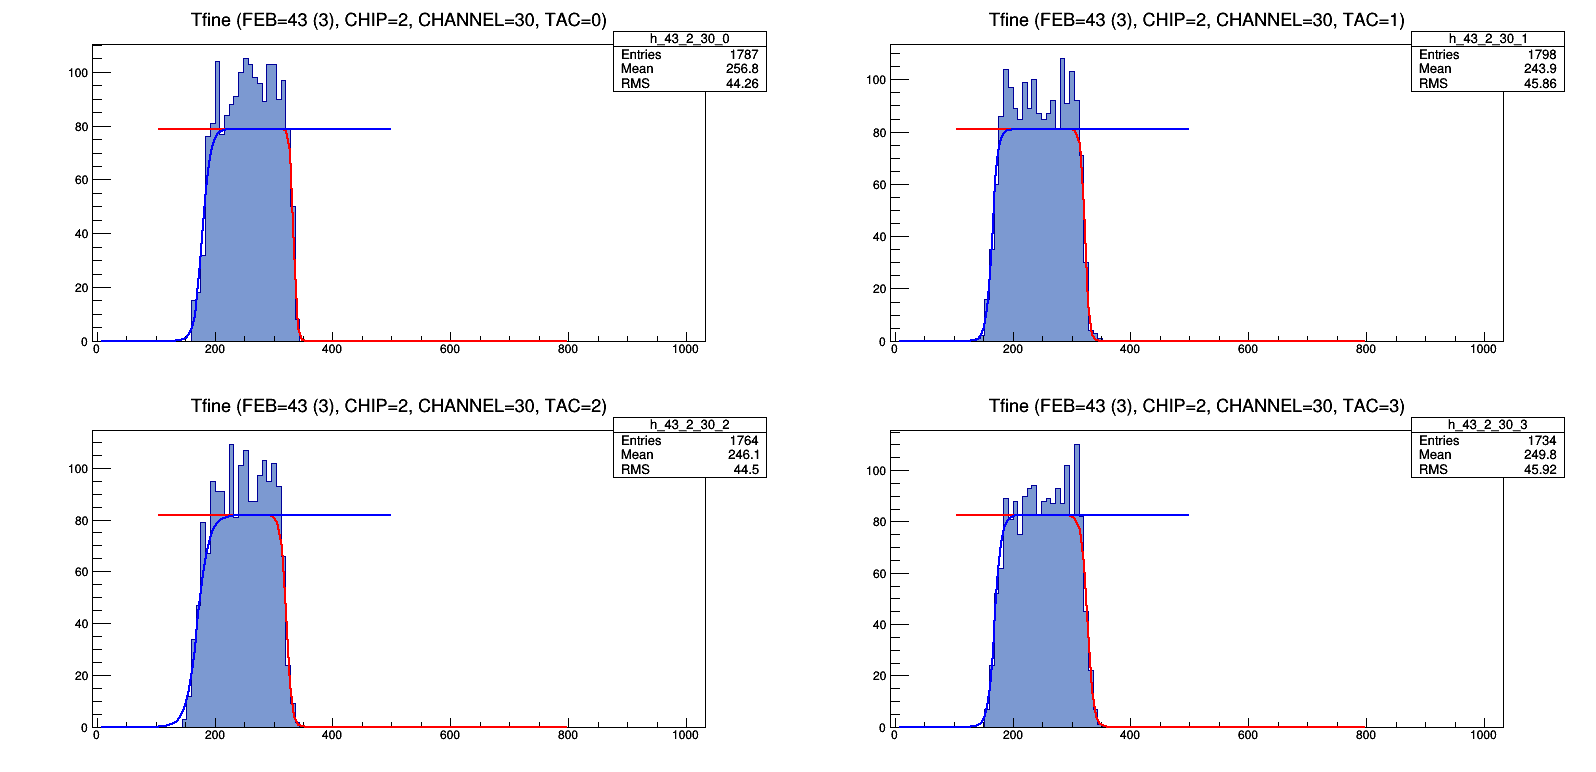 Tfine (FEB=43 (3), CHIP=2, CHANNEL=30, TAC=0)
h_43_2_30_0
Entries 1787
Mean 256.8
RMS 44.26
100
80
60
40
20
0
0 200 400 600 800 1000
Tfine (FEB=43 (3), CHIP=2, CHANNEL=30, TAC=1)
h_43_2_30_1
Entries 1798
Mean 243.9
RMS 45.86
100
80
60
40
20
0
0 200 400 600 800 1000
Tfine (FEB=43 (3), CHIP=2, CHANNEL=30, TAC=2)
h_43_2_30_2
Entries 1764
Mean 246.1
RMS 44.5
100
80
60
40
20
0
0 200 400 600 800 1000
Tfine (FEB=43 (3), CHIP=2, CHANNEL=30, TAC=3)
h_43_2_30_3
Entries 1734
Mean 249.8
RMS 45.92
100
80
60
40
20
0
0 200 400 600 800 1000